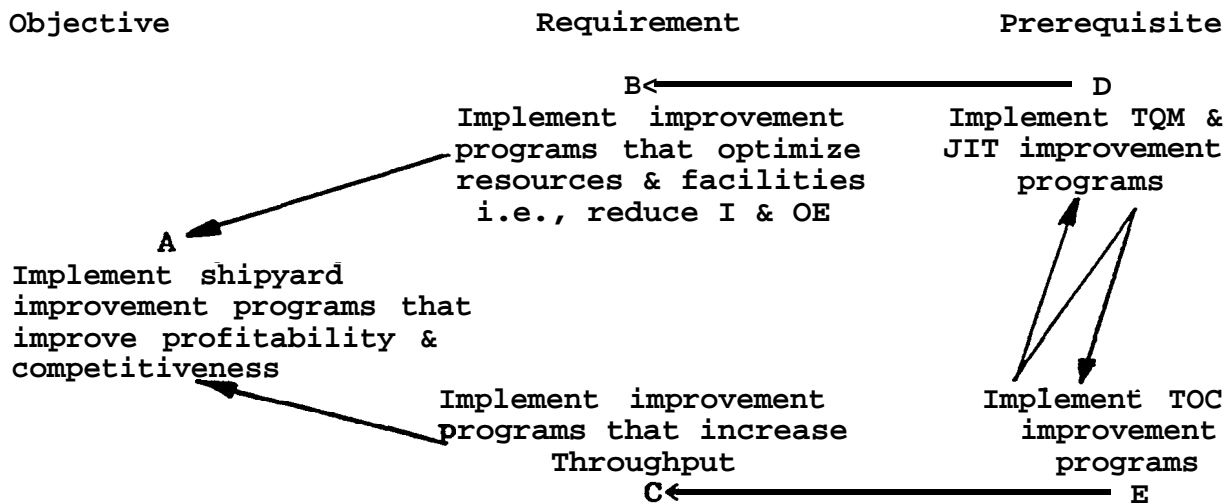 Objective Requirement Prerequisite
B D
Implement improvement
programs that optimize
resources & facilities
i.e., reduce I & OE
Implement TQM &
JIT improvement
programs
A
Implement shipyard
improvement programs that
improve profitability &
competitiveness
Implement improvement
programs that increase
Throughput
C
Implement TOC
improvement
programs
E